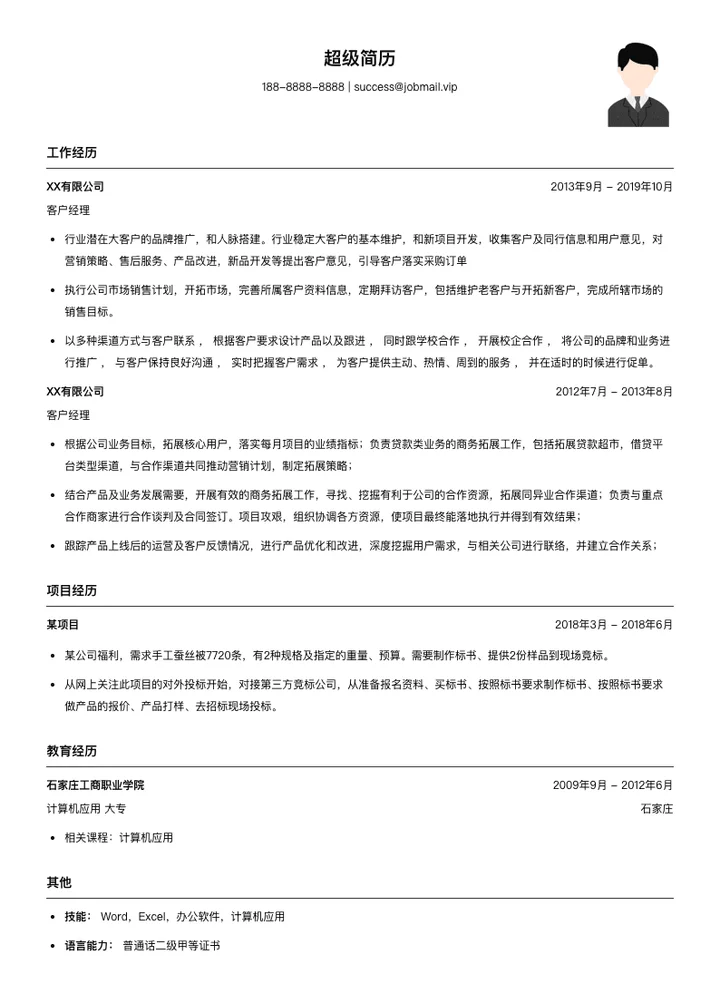 超级简历
188-8888-8888 | success@jobmail.vip
工作经历
XX有限公司 2013年9月 – 2019年10月
客户经理
• 行业潜在大客户的品牌推广，和人脉搭建。行业稳定大客户的基本维护，和新项目开发，收集客户及同行信息和用户意见，对
营销策略、售后服务、产品改进，新品开发等提出客户意见，引导客户落实采购订单
• 执行公司市场销售计划，开拓市场，完善所属客户资料信息，定期拜访客户，包括维护老客户与开拓新客户，完成所辖市场的
销售目标。
• 以多种渠道方式与客户联系 ， 根据客户要求设计产品以及跟进 ， 同时跟学校合作 ， 开展校企合作 ， 将公司的品牌和业务进
行推广 ， 与客户保持良好沟通 ， 实时把握客户需求 ， 为客户提供主动、热情、周到的服务 ， 并在适时的时候进行促单。
XX有限公司 2012年7月 – 2013年8月
客户经理
• 根据公司业务目标，拓展核心用户，落实每月项目的业绩指标；负责贷款类业务的商务拓展工作，包括拓展贷款超市，借贷平
台类型渠道，与合作渠道共同推动营销计划，制定拓展策略；
• 结合产品及业务发展需要，开展有效的商务拓展工作，寻找、挖掘有利于公司的合作资源，拓展同异业合作渠道；负责与重点
合作商家进行合作谈判及合同签订。项目攻艰，组织协调各方资源，使项目最终能落地执行并得到有效结果；
• 跟踪产品上线后的运营及客户反馈情况，进行产品优化和改进，深度挖掘用户需求，与相关公司进行联络，并建立合作关系；
项目经历
某项目 2018年3月 – 2018年6月
• 某公司福利，需求手工蚕丝被7720条，有2种规格及指定的重量、预算。需要制作标书、提供2份样品到现场竞标。
• 从网上关注此项目的对外投标开始，对接第三方竞标公司，从准备报名资料、买标书、按照标书要求制作标书、按照标书要求
做产品的报价、产品打样、去招标现场投标。
教育经历
石家庄工商职业学院 2009年9月 – 2012年6月
计算机应用 大专 石家庄
• 相关课程：计算机应用
其他
• 技能： Word，Excel，办公软件，计算机应用
• 语言能力： 普通话二级甲等证书